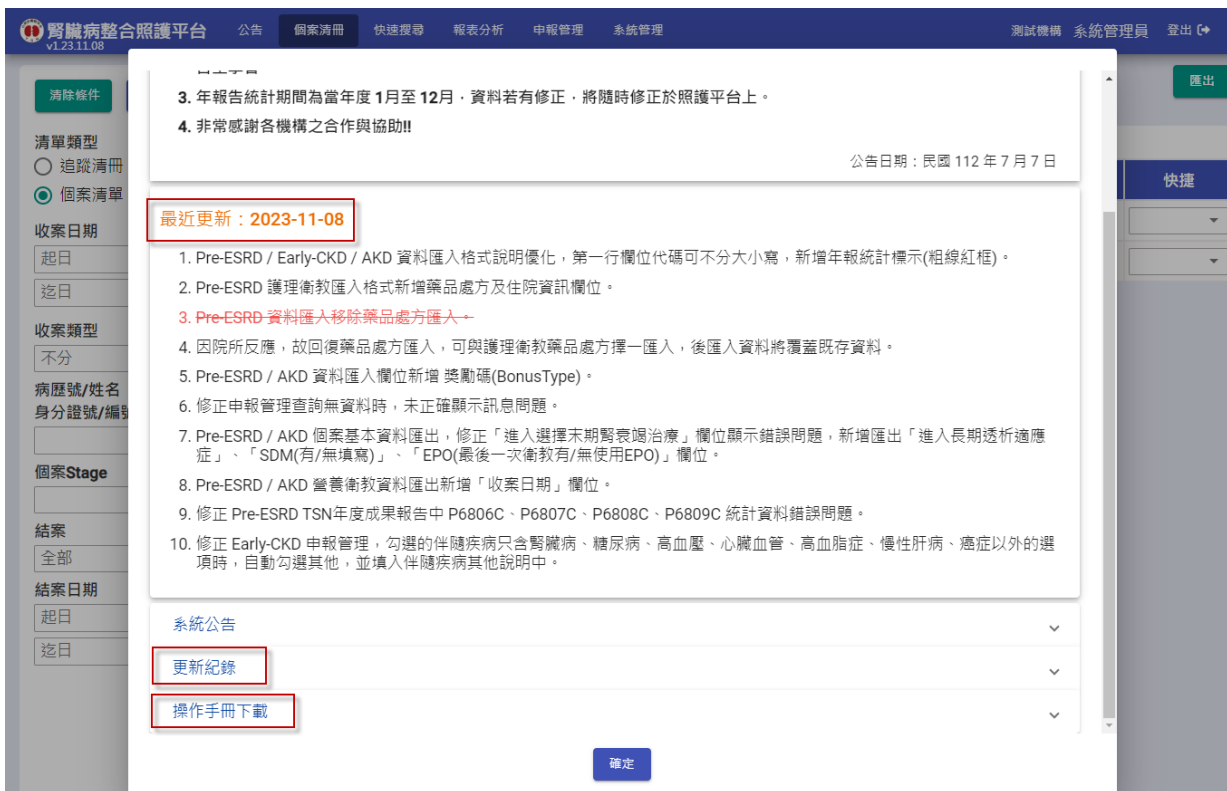 腎臟病整合照護平台
v1.23.11.08
公告
個案清冊
快速搜尋
報表分析
申報管理
系統管理
測試機構
系統管理員
登出
清除條件
匯出
清單類型
追蹤清冊
個案清單
收案日期
起日
迄日
收案類型
不分
病歷號/姓名
身分證號/編號
個案Stage
結案
全部
結案日期
起日
迄日
快捷
3. 年報告統計期間為當年度 1月至 12月，資料若有修正，將隨時修正於照護平台上。
4. 非常感謝各機構之合作與協助!!
公告日期：民國 112 年 7 月 7 日
最近更新：2023-11-08
1. Pre-ESRD / Early-CKD / AKD 資料匯入格式說明優化，第一行欄位代碼可不分大小寫，新增年報統計標示(粗線紅框)。
2. Pre-ESRD 護理衛教匯入格式新增藥品處方及住院資訊欄位。
3. Pre-ESRD 資料匯入移除藥品處方匯入。
4. 因院所反應，故回復藥品處方匯入，可與護理衛教藥品處方擇一匯入，後匯入資料將覆蓋既存資料。
5. Pre-ESRD / AKD 資料匯入欄位新增 獎勵碼(BonusType)。
6. 修正申報管理查詢無資料時，未正確顯示訊息問題。
7. Pre-ESRD / AKD 個案基本資料匯出，修正「進入選擇末期腎衰竭治療」欄位顯示錯誤問題，新增匯出「進入長期透析適應
症」、「SDM(有/無填寫)」、「EPO(最後一次衛教有/無使用EPO)」欄位。
8. Pre-ESRD / AKD 營養衛教資料匯出新增「收案日期」欄位。
9. 修正 Pre-ESRD TSN年度成果報告中 P6806C、P6807C、P6808C、P6809C 統計資料錯誤問題。
10. 修正 Early-CKD 申報管理，勾選的伴隨疾病只含腎臟病、糖尿病、高血壓、心臟血管、高血脂症、慢性肝病、癌症以外的選
項時，自動勾選其他，並填入伴隨疾病其他說明中。
系統公告
更新紀錄
操作手冊下載
確定